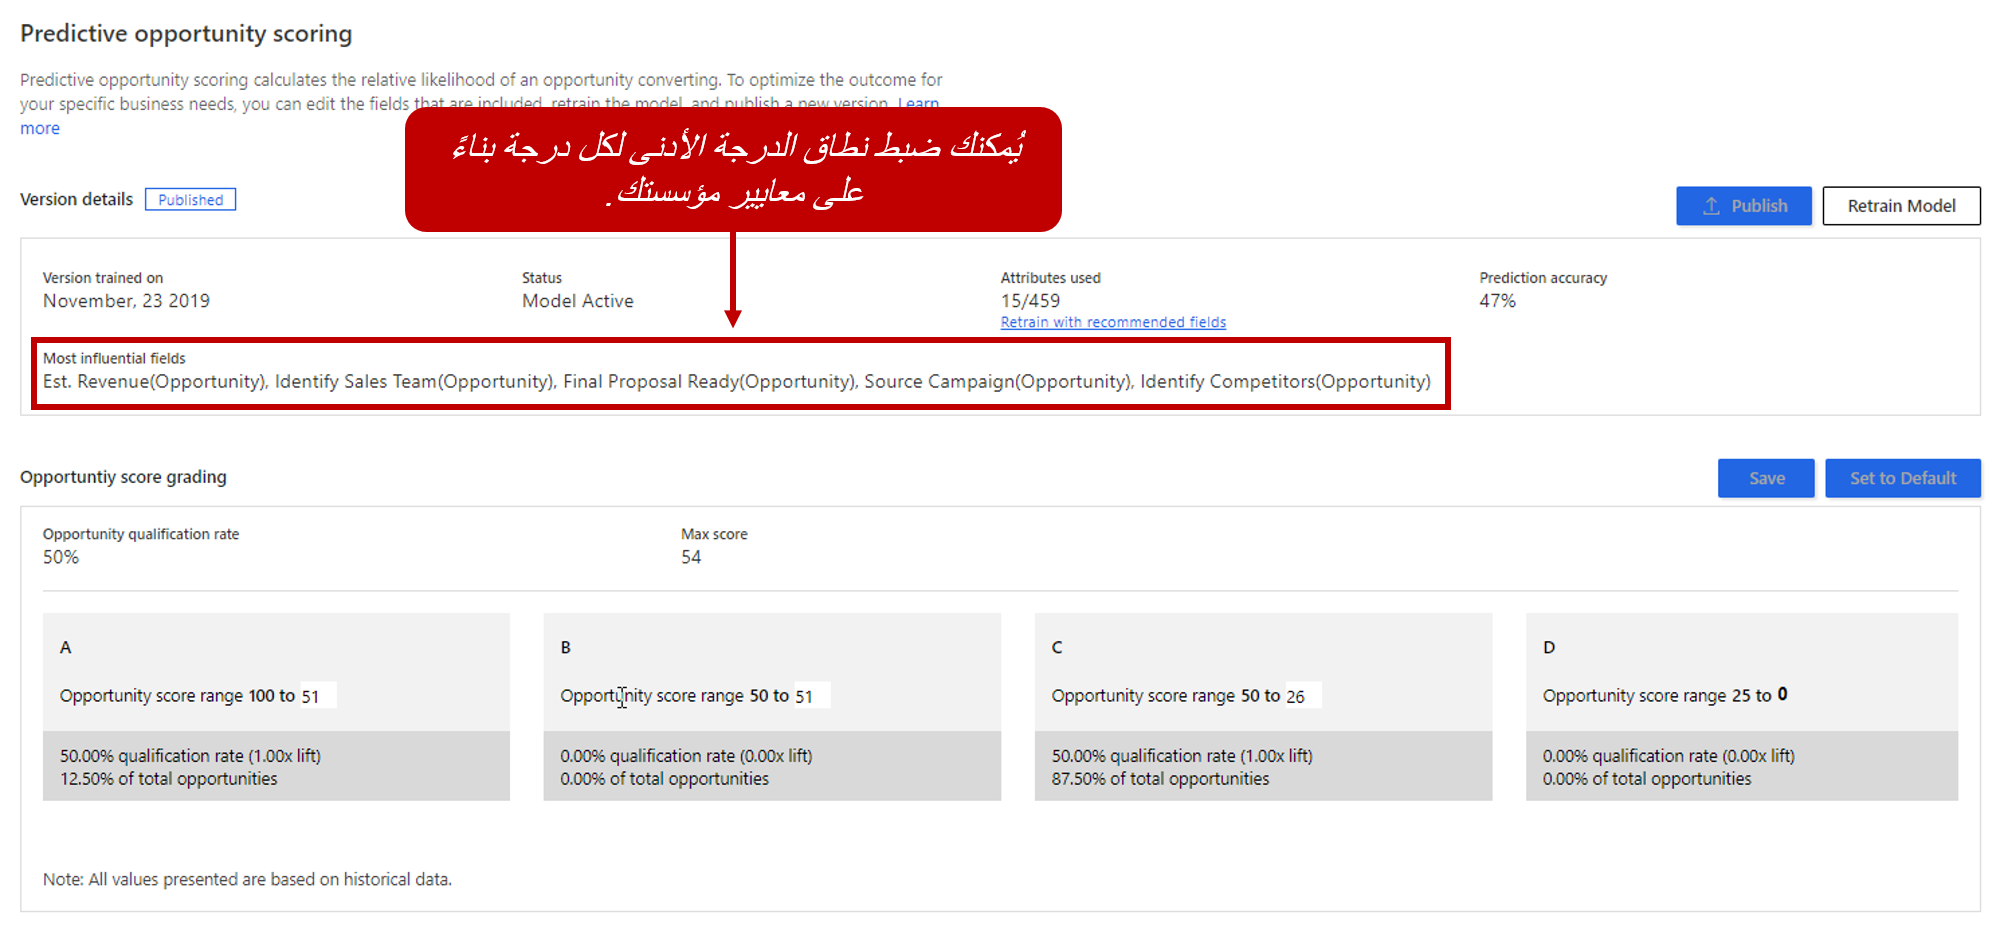 Predictive opportunity scoring
Predictive opportunity scoring calculates the relative likelihood of an opportunity converting. To optimize the outcome for
your specific business needs, you can edit the fields that are included, retrain the model, and publish a new version. Learn
more
يُمكنك ضبط نطاق الدرجة الأدنى لكل درجة بناءً
على معايير مؤسستك.
Version details Published
Publish Retrain Model
Version trained on
November, 23 2019
Status
Model Active
Attributes used
15/459
Retrain with recommended fields
Prediction accuracy
47%
Most influential fields
Est. Revenue(Opportunity), Identify Sales Team(Opportunity), Final Proposal Ready(Opportunity), Source Campaign(Opportunity), Identify Competitors(Opportunity)
Opportuntiy score grading
Save Set to Default
Opportunity qualification rate
50%
Max score
54
A
Opportunity score range 100 to 51
50.00% qualification rate (1.00x lift)
12.50% of total opportunities
B
Opportunity score range 50 to 51
0.00% qualification rate (0.00x lift)
0.00% of total opportunities
C
Opportunity score range 50 to 26
50.00% qualification rate (1.00x lift)
87.50% of total opportunities
D
Opportunity score range 25 to 0
0.00% qualification rate (0.00x lift)
0.00% of total opportunities
Note: All values presented are based on historical data.